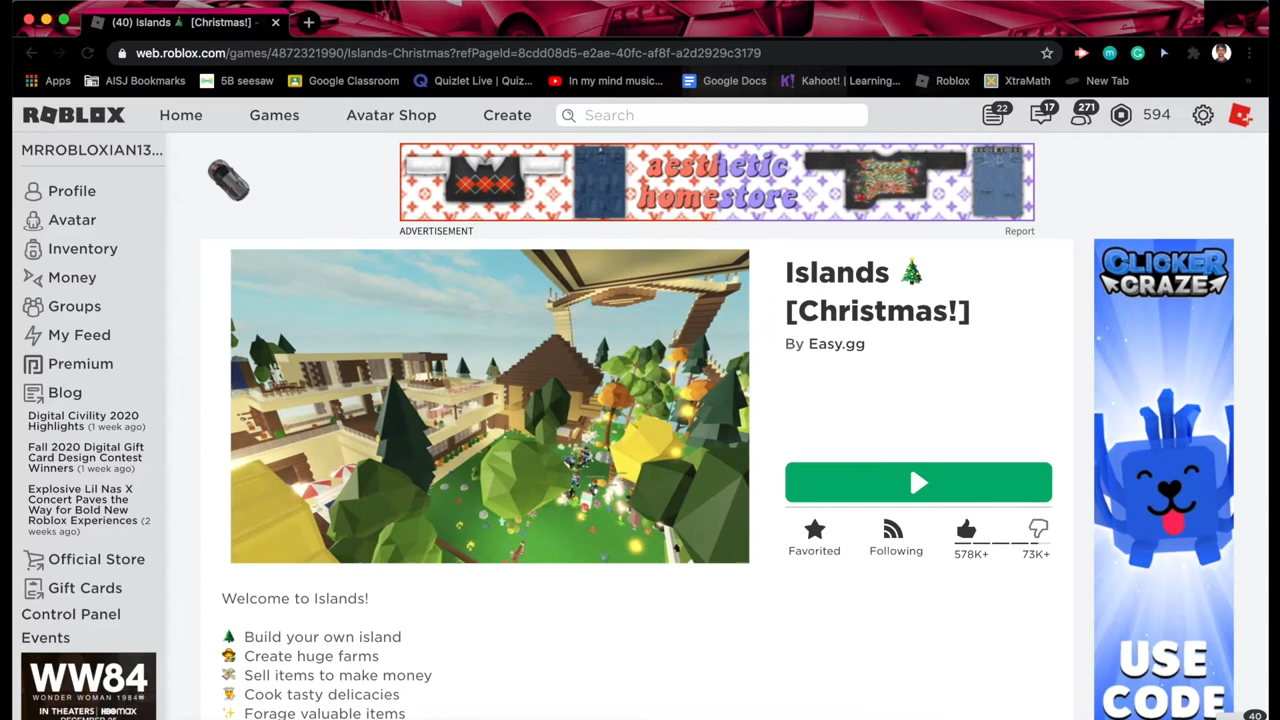 (40) Islands🎄 [Christmas!] -
web.roblox.com/games/4872321990/Islands-Christmas?refPageId=8cdd08d5-e2ae-40fc-af8f-a2d2929c3179
Apps
AISJ Bookmarks
5B seesaw
Google Classroom
Quizlet Live | Quiz...
In my mind music...
Google Docs
Kahoot! | Learning...
Roblox
XtraMath
New Tab
»
ROBLOX
Home
Games
Avatar Shop
Create
Search
22
17
271
594
MRROBLOXIAN13...
Profile
Avatar
Inventory
Money
Groups
My Feed
Premium
Blog
Digital Civility 2020
Highlights (1 week ago)
Fall 2020 Digital Gift
Card Design Contest
Winners (1 week ago)
Explosive Lil Nas X
Concert Paves the
Way for Bold New
Roblox Experiences (2
weeks ago)
Official Store
Gift Cards
Control Panel
Events
WW84
WONDER WOMAN 1984
IN THEATERS | HBOMAX
aesthetic
homestore
ADVERTISEMENT
Report
Islands 🎄
[Christmas!]
By Easy.gg
Favorited
Following
578K+
73K+
Welcome to Islands!
🌲 Build your own island
🧑‍🌾 Create huge farms
💸 Sell items to make money
🧑‍🍳 Cook tasty delicacies
✨ Forage valuable items
CLICKER
CRAZE
USE
CODE
40